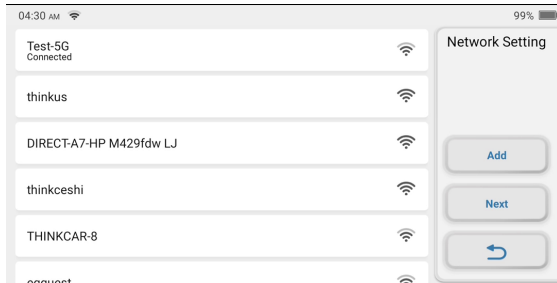 04:30 AM
99%
Test-5G
Connected
thinkus
DIRECT-A7-HP M429fdw LJ
thinkceshi
THINKCAR-8
Network Setting
Add
Next